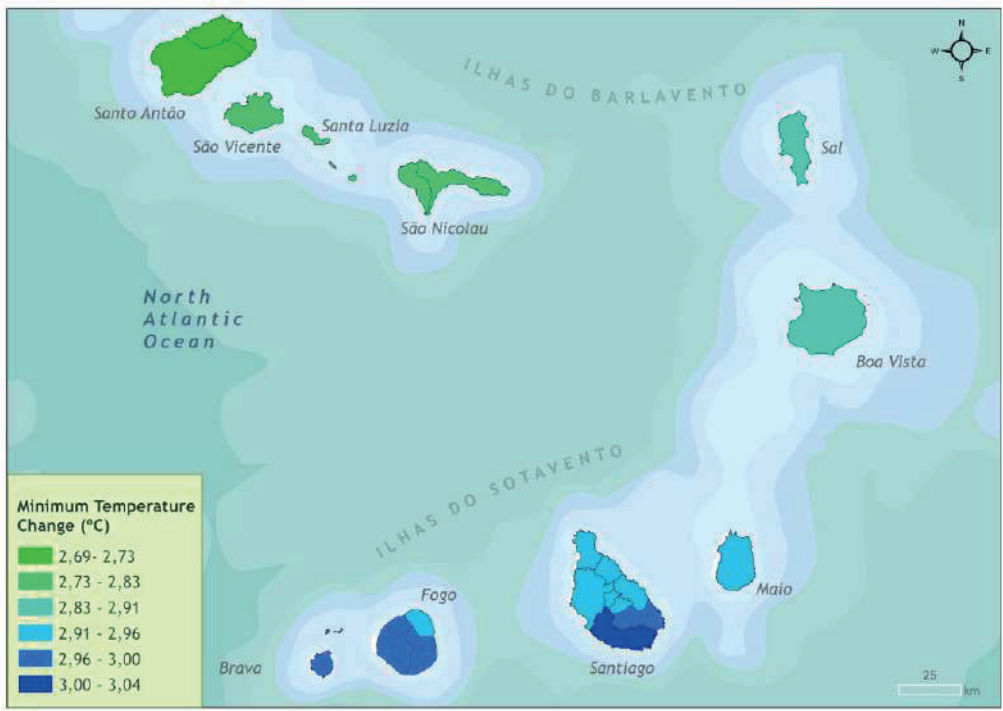 N
W E
S
ILHAS DO BARLAVENTO
Santo Antão
São Vicente
Santa Luzia
São Nicolau
Sal
North
Atlantic
Ocean
Boa Vista
ILHAS DO SOTAVENTO
Minimum Temperature
Change (ºC)
2,69- 2,73
2,73 - 2,83
2,83 - 2,91
2,91 - 2,96
2,96 - 3,00
3,00 - 3,04
Brava
Fogo
Santiago
Maio
25
km